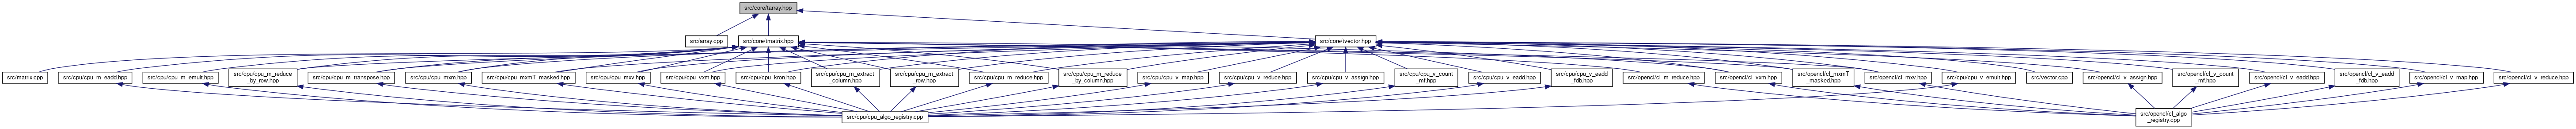 src/core/tarray.hpp
src/array.cpp
src/core/tmatrix.hpp
src/core/tvector.hpp
src/matrix.cpp
src/cpu/cpu_m_eadd.hpp
src/cpu/cpu_m_emult.hpp
src/cpu/cpu_m_reduce
_by_row.hpp
src/cpu/cpu_m_transpose.hpp
src/cpu/cpu_mxm.hpp
src/cpu/cpu_mxmT_masked.hpp
src/cpu/cpu_mxv.hpp
src/cpu/cpu_vxm.hpp
src/cpu/cpu_kron.hpp
src/cpu/cpu_m_extract
_column.hpp
src/cpu/cpu_m_extract
_row.hpp
src/cpu/cpu_m_reduce.hpp
src/cpu/cpu_m_reduce
_by_column.hpp
src/cpu/cpu_v_map.hpp
src/cpu/cpu_v_reduce.hpp
src/cpu/cpu_v_assign.hpp
src/cpu/cpu_v_count
_mf.hpp
src/cpu/cpu_v_eadd.hpp
src/cpu/cpu_v_eadd
_fdb.hpp
src/opencl/cl_m_reduce.hpp
src/opencl/cl_vxm.hpp
src/opencl/cl_mxmT
_masked.hpp
src/opencl/cl_mxv.hpp
src/cpu/cpu_v_emult.hpp
src/vector.cpp
src/opencl/cl_v_assign.hpp
src/opencl/cl_v_count
_mf.hpp
src/opencl/cl_v_eadd.hpp
src/opencl/cl_v_eadd
_fdb.hpp
src/opencl/cl_v_map.hpp
src/opencl/cl_v_reduce.hpp
src/cpu/cpu_algo_registry.cpp
src/opencl/cl_algo
_registry.cpp